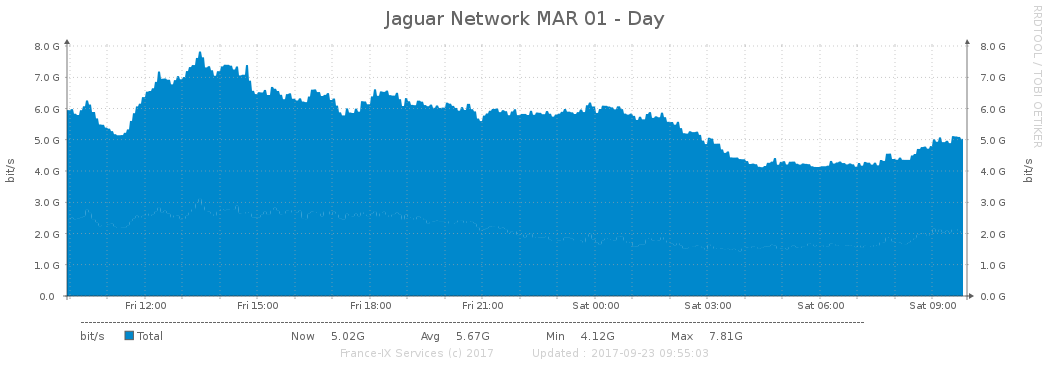 Jaguar Network MAR 01 - Day
RRDTOOL / TOBI OETIKER
8.0 G 8.0 G
7.0 G 7.0 G
6.0 G 6.0 G
5.0 G 5.0 G
4.0 G 4.0 G
3.0 G 3.0 G
2.0 G 2.0 G
1.0 G 1.0 G
0.0 0.0 G
bit/s
bit/s
Fri 12:00 Fri 15:00 Fri 18:00 Fri 21:00 Sat 00:00 Sat 03:00 Sat 06:00 Sat 09:00
bit/s Total Now 5.02G Avg 5.67G Min 4.12G Max 7.81G
France-IX Services (c) 2017 Updated : 2017-09-23 09:55:03